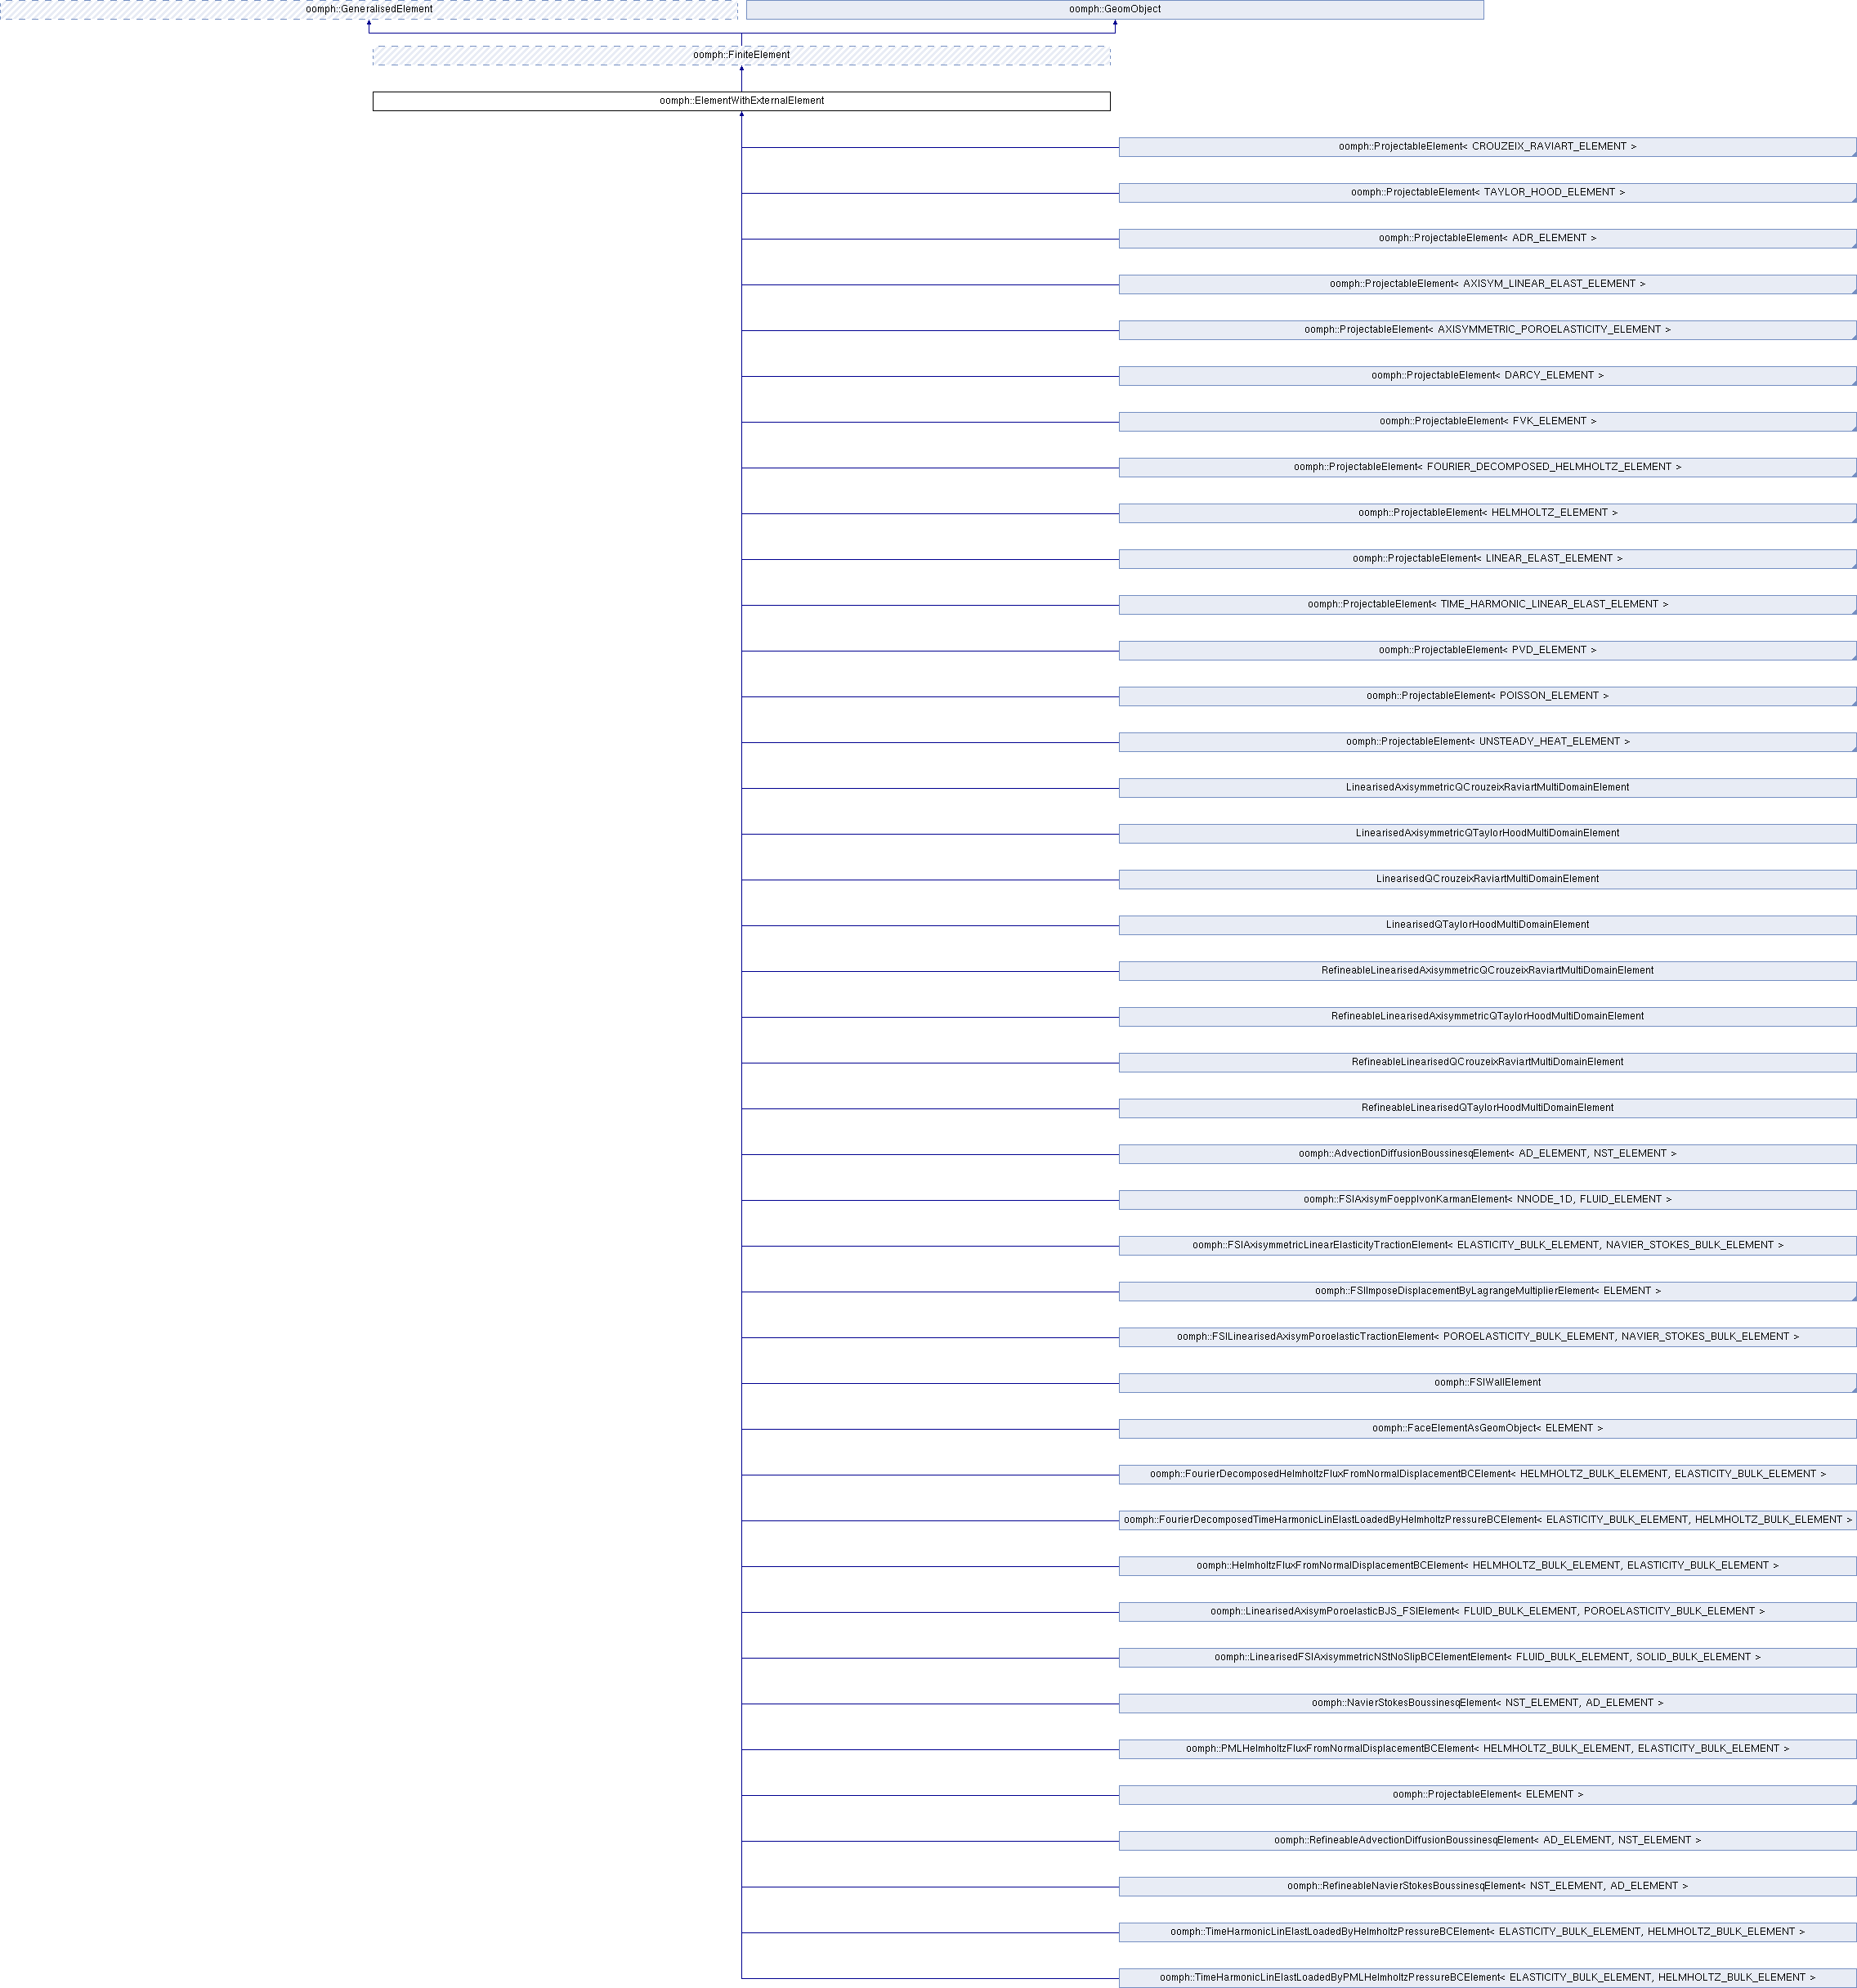 oomph::GeneralisedElement
oomph::GeomObject
oomph::FiniteElement
oomph::ElementWithExternalElement
oomph::ProjectableElement< CROUZEIX_RAVIART_ELEMENT >
oomph::ProjectableElement< TAYLOR_HOOD_ELEMENT >
oomph::ProjectableElement< ADR_ELEMENT >
oomph::ProjectableElement< AXISYM_LINEAR_ELAST_ELEMENT >
oomph::ProjectableElement< AXISYMMETRIC_POROELASTICITY_ELEMENT >
oomph::ProjectableElement< DARCY_ELEMENT >
oomph::ProjectableElement< FVK_ELEMENT >
oomph::ProjectableElement< FOURIER_DECOMPOSED_HELMHOLTZ_ELEMENT >
oomph::ProjectableElement< HELMHOLTZ_ELEMENT >
oomph::ProjectableElement< LINEAR_ELAST_ELEMENT >
oomph::ProjectableElement< TIME_HARMONIC_LINEAR_ELAST_ELEMENT >
oomph::ProjectableElement< PVD_ELEMENT >
oomph::ProjectableElement< POISSON_ELEMENT >
oomph::ProjectableElement< UNSTEADY_HEAT_ELEMENT >
LinearisedAxisymmetricQCrouzeixRaviartMultiDomainElement
LinearisedAxisymmetricQTaylorHoodMultiDomainElement
LinearisedQCrouzeixRaviartMultiDomainElement
LinearisedQTaylorHoodMultiDomainElement
RefineableLinearisedAxisymmetricQCrouzeixRaviartMultiDomainElement
RefineableLinearisedAxisymmetricQTaylorHoodMultiDomainElement
RefineableLinearisedQCrouzeixRaviartMultiDomainElement
RefineableLinearisedQTaylorHoodMultiDomainElement
oomph::AdvectionDiffusionBoussinesqElement< AD_ELEMENT, NST_ELEMENT >
oomph::FSIAxisymFoepplvonKarmanElement< NNODE_1D, FLUID_ELEMENT >
oomph::FSIAxisymmetricLinearElasticityTractionElement< ELASTICITY_BULK_ELEMENT, NAVIER_STOKES_BULK_ELEMENT >
oomph::FSIImposeDisplacementByLagrangeMultiplierElement< ELEMENT >
oomph::FSILinearisedAxisymPoroelasticTractionElement< POROELASTICITY_BULK_ELEMENT, NAVIER_STOKES_BULK_ELEMENT >
oomph::FSIWallElement
oomph::FaceElementAsGeomObject< ELEMENT >
oomph::FourierDecomposedHelmholtzFluxFromNormalDisplacementBCElement< HELMHOLTZ_BULK_ELEMENT, ELASTICITY_BULK_ELEMENT >
oomph::FourierDecomposedTimeHarmonicLinElastLoadedByHelmholtzPressureBCElement< ELASTICITY_BULK_ELEMENT, HELMHOLTZ_BULK_ELEMENT >
oomph::HelmholtzFluxFromNormalDisplacementBCElement< HELMHOLTZ_BULK_ELEMENT, ELASTICITY_BULK_ELEMENT >
oomph::LinearisedAxisymPoroelasticBJS_FSIElement< FLUID_BULK_ELEMENT, POROELASTICITY_BULK_ELEMENT >
oomph::LinearisedFSIAxisymmetricNStNoSlipBCElementElement< FLUID_BULK_ELEMENT, SOLID_BULK_ELEMENT >
oomph::NavierStokesBoussinesqElement< NST_ELEMENT, AD_ELEMENT >
oomph::PMLHelmholtzFluxFromNormalDisplacementBCElement< HELMHOLTZ_BULK_ELEMENT, ELASTICITY_BULK_ELEMENT >
oomph::ProjectableElement< ELEMENT >
oomph::RefineableAdvectionDiffusionBoussinesqElement< AD_ELEMENT, NST_ELEMENT >
oomph::RefineableNavierStokesBoussinesqElement< NST_ELEMENT, AD_ELEMENT >
oomph::TimeHarmonicLinElastLoadedByHelmholtzPressureBCElement< ELASTICITY_BULK_ELEMENT, HELMHOLTZ_BULK_ELEMENT >
oomph::TimeHarmonicLinElastLoadedByPMLHelmholtzPressureBCElement< ELASTICITY_BULK_ELEMENT, HELMHOLTZ_BULK_ELEMENT >